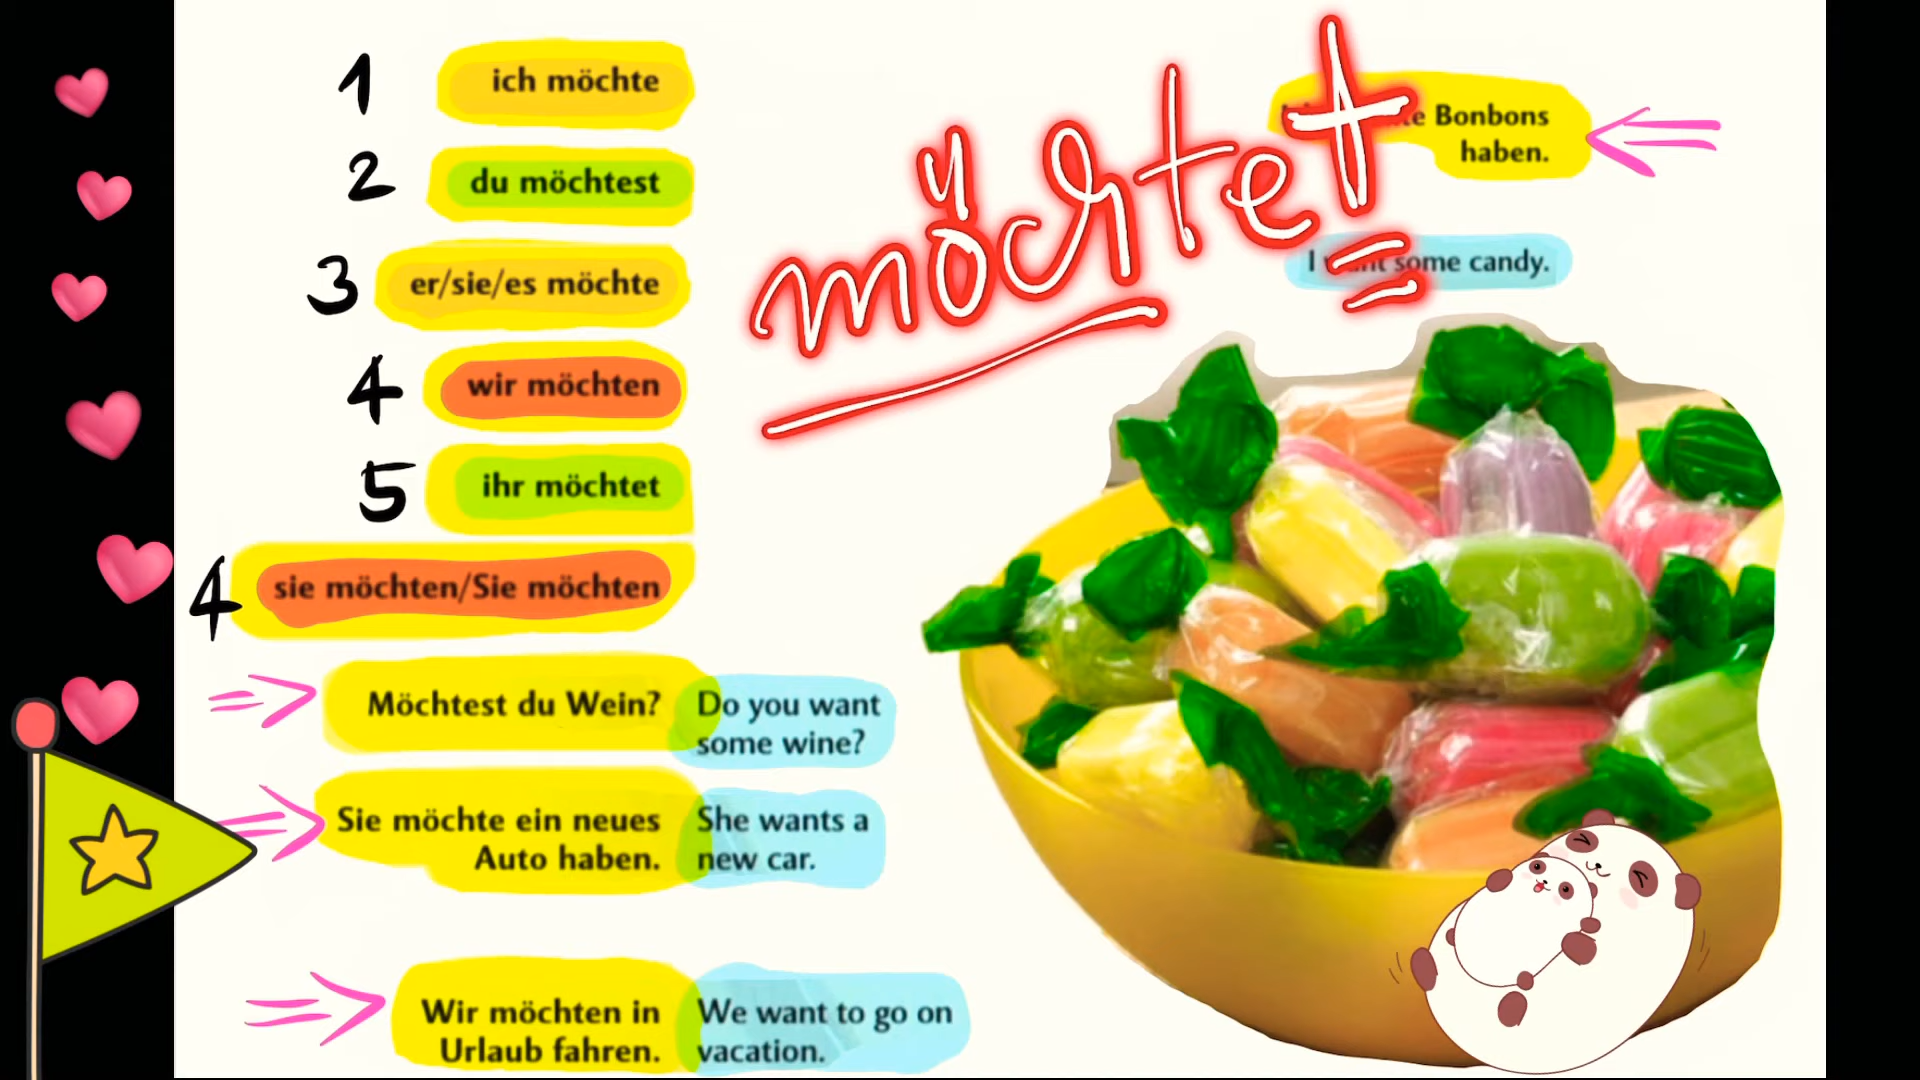 1 ich möchte
2 du möchtest
3 er/sie/es möchte
4 wir möchten
5 ihr möchtet
4 sie möchten/Sie möchten
Möchtest du Wein?
Do you want
some wine?
Sie möchte ein neues
Auto haben.
She wants a
new car.
Wir möchten in
Urlaub fahren.
We want to go on
vacation.
möchtet
Bonbons
haben.
I want some candy.